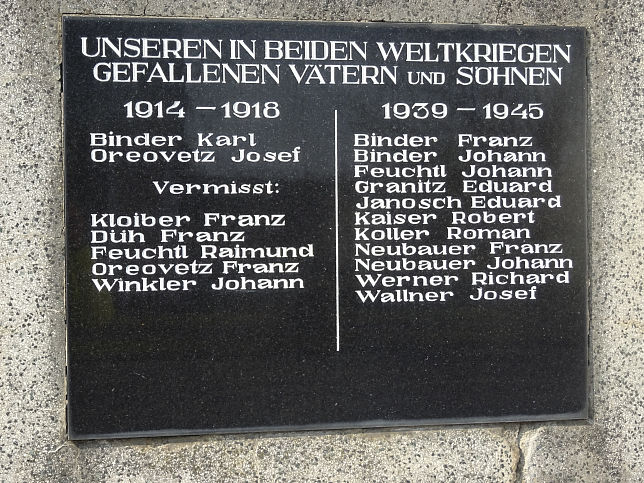 UNSEREN IN BEIDEN WELTKRIEGEN
GEFALLENEN VÄTERN UND SÖHNEN
1914 – 1918
Binder Karl
Oreovetz Josef
Vermisst:
Kloiber Franz
Düh Franz
Feuchtl Raimund
Oreovetz Franz
Winkler Johann
1939 – 1945
Binder Franz
Binder Johann
Feuchtl Johann
Granitz Eduard
Janosch Eduard
Kaiser Robert
Koller Roman
Neubauer Franz
Neubauer Johann
Werner Richard
Wallner Josef